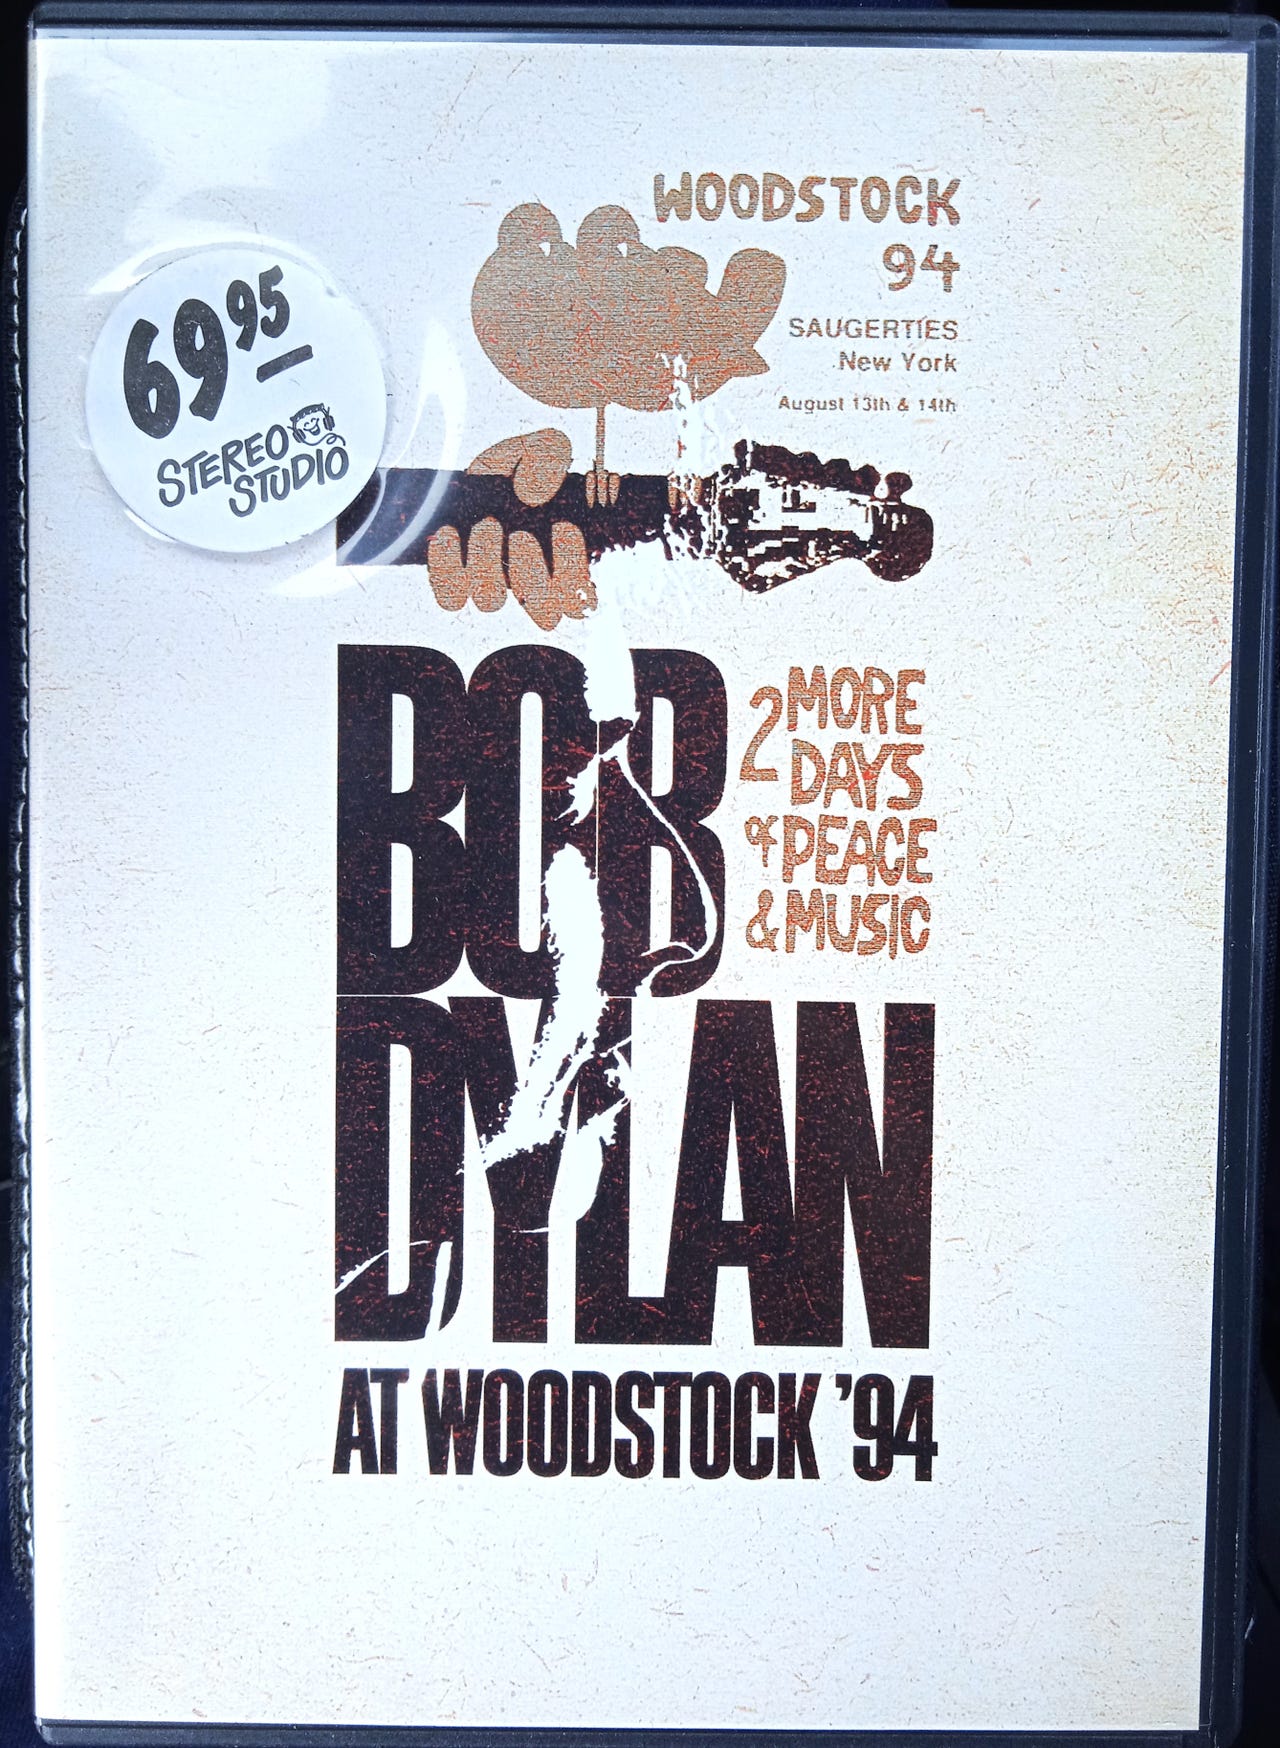 WOODSTOCK
94
SAUGERTIES
New York
August 13th & 14th
69 95
STEREO
STUDIO
BOB
2 MORE
DAYS
of PEACE
& MUSIC
DYLAN
AT WOODSTOCK '94